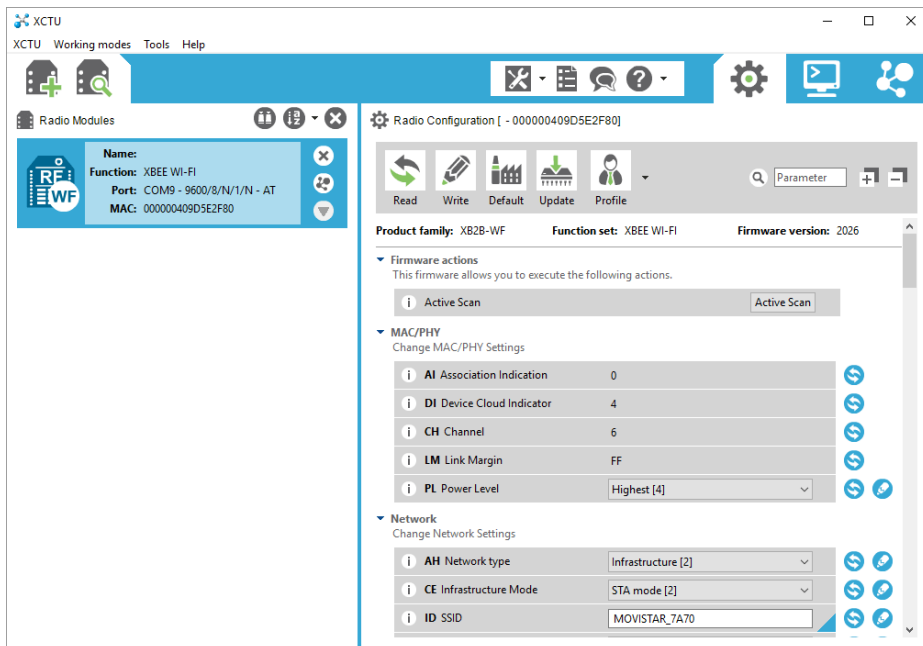 XCTU
XCTU Working modes Tools Help
Radio Modules
Name:
Function: XBEE WI-FI
Port: COM9 - 9600/8/N/1/N - AT
MAC: 000000409D5E2F80
RF
WF
Radio Configuration [ - 000000409D5E2F80]
Read Write Default Update Profile
Parameter
Product family: XB2B-WF Function set: XBEE WI-FI Firmware version: 2026
Firmware actions
This firmware allows you to execute the following actions.
i Active Scan Active Scan
MAC/PHY
Change MAC/PHY Settings
i AI Association Indication 0
i DI Device Cloud Indicator 4
i CH Channel 6
i LM Link Margin FF
i PL Power Level Highest [4]
Network
Change Network Settings
i AH Network type Infrastructure [2]
i CE Infrastructure Mode STA mode [2]
i ID SSID MOVISTAR_7A70